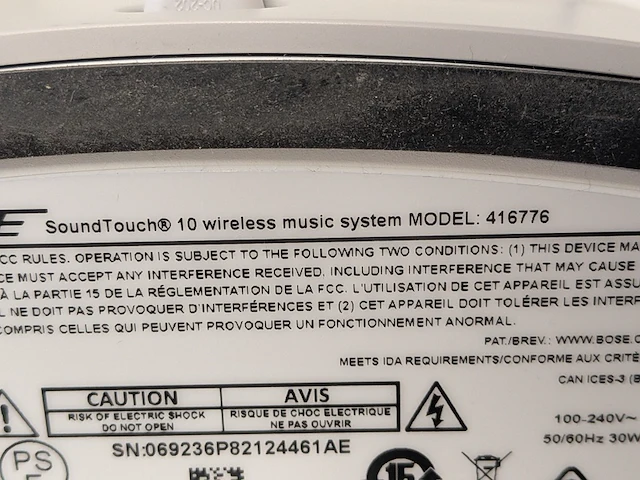 SoundTouch® 10 wireless music system MODEL: 416776
CC RULES. OPERATION IS SUBJECT TO THE FOLLOWING TWO CONDITIONS: (1) THIS DEVICE MA
CE MUST ACCEPT ANY INTERFERENCE RECEIVED, INCLUDING INTERFERENCE THAT MAY CAUSE
À LA PARTIE 15 DE LA RÉGLEMENTATION DE LA FCC. L'UTILISATION DE CET APPAREIL EST ASSU
L NE DOIT PAS PROVOQUER D'INTERFÉRENCES ET (2) CET APPAREIL DOIT TOLÉRER LES INTERF
COMPRIS CELLES QUI PEUVENT PROVOQUER UN FONCTIONNEMENT ANORMAL.
PAT./BREV.: WWW.BOSE.C
MEETS IDA REQUIREMENTS/CONFORME AUX CRITÈ
CAN ICES-3 (B
CAUTION AVIS
RISK OF ELECTRIC SHOCK
DO NOT OPEN
RISQUE DE CHOC ELECTRIQUE
NE PAS OUVRIR
100-240V~
50/60Hz 30W
SN:069236P82124461AE
PS
E
15